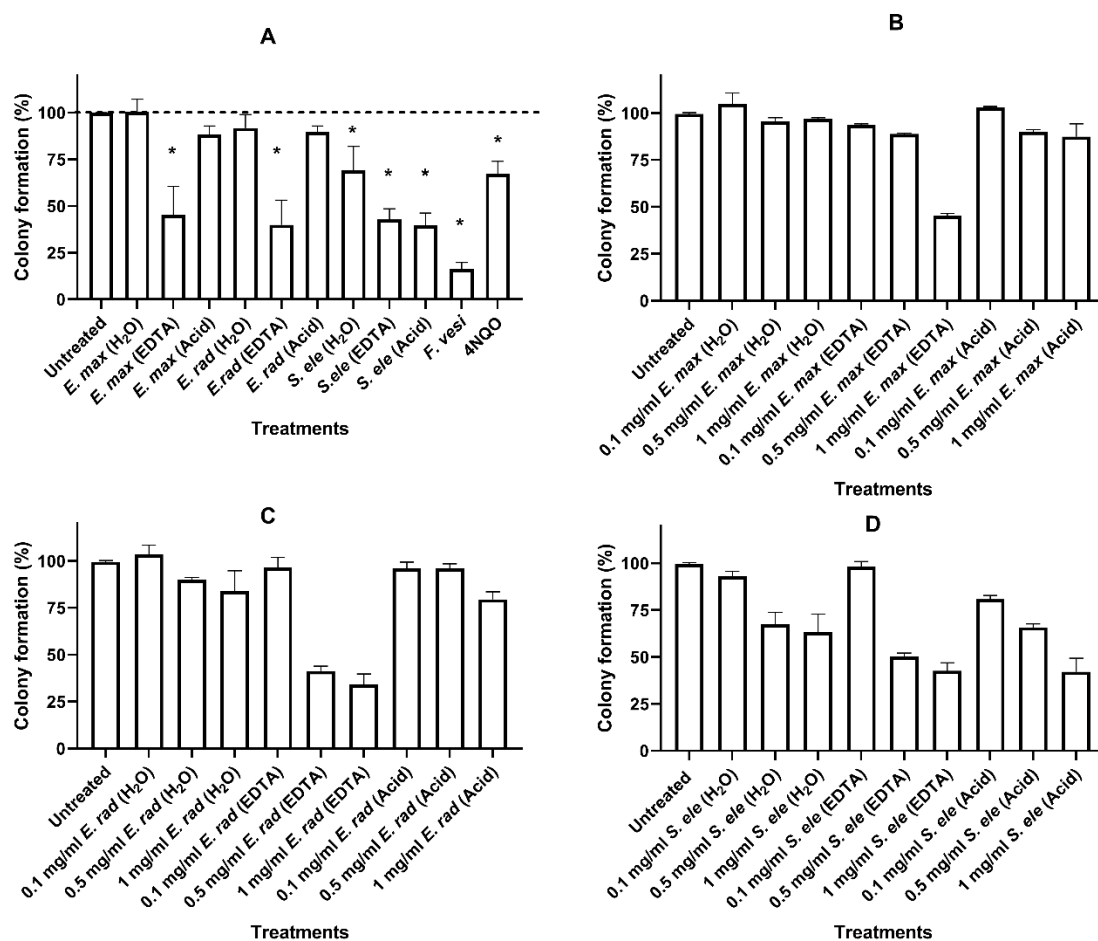 A
Colony formation (%)
100
75
50
25
0
*
*
*
*
*
*
*
Untreated
E. max (H₂O)
E. max (EDTA)
E. max (Acid)
E. rad (H₂O)
E.rad (EDTA)
E. rad (Acid)
S. ele (H₂O)
S.ele (EDTA)
S. ele (Acid)
F. vesi
4NQO
Treatments
B
Colony formation (%)
100
75
50
25
0
Untreated
0.1 mg/ml E. max (H₂O)
0.5 mg/ml E. max (H₂O)
1 mg/ml E. max (H₂O)
0.1 mg/ml E. max (EDTA)
0.5 mg/ml E. max (EDTA)
1 mg/ml E. max (EDTA)
0.1 mg/ml E. max (Acid)
0.5 mg/ml E. max (Acid)
1 mg/ml E. max (Acid)
Treatments
C
Colony formation (%)
100
75
50
25
0
Untreated
0.1 mg/ml E. rad (H₂O)
0.5 mg/ml E. rad (H₂O)
1 mg/ml E. rad (H₂O)
0.1 mg/ml E. rad (EDTA)
0.5 mg/ml E. rad (EDTA)
1 mg/ml E. rad (EDTA)
0.1 mg/ml E. rad (Acid)
0.5 mg/ml E. rad (Acid)
1 mg/ml E. rad (Acid)
Treatments
D
Colony formation (%)
100
75
50
25
0
Untreated
0.1 mg/ml S. ele (H₂O)
0.5 mg/ml S. ele (H₂O)
1 mg/ml S. ele (H₂O)
0.1 mg/ml S. ele (EDTA)
0.5 mg/ml S. ele (EDTA)
1 mg/ml S. ele (EDTA)
0.1 mg/ml S. ele (Acid)
0.5 mg/ml S. ele (Acid)
1 mg/ml S. ele (Acid)
Treatments